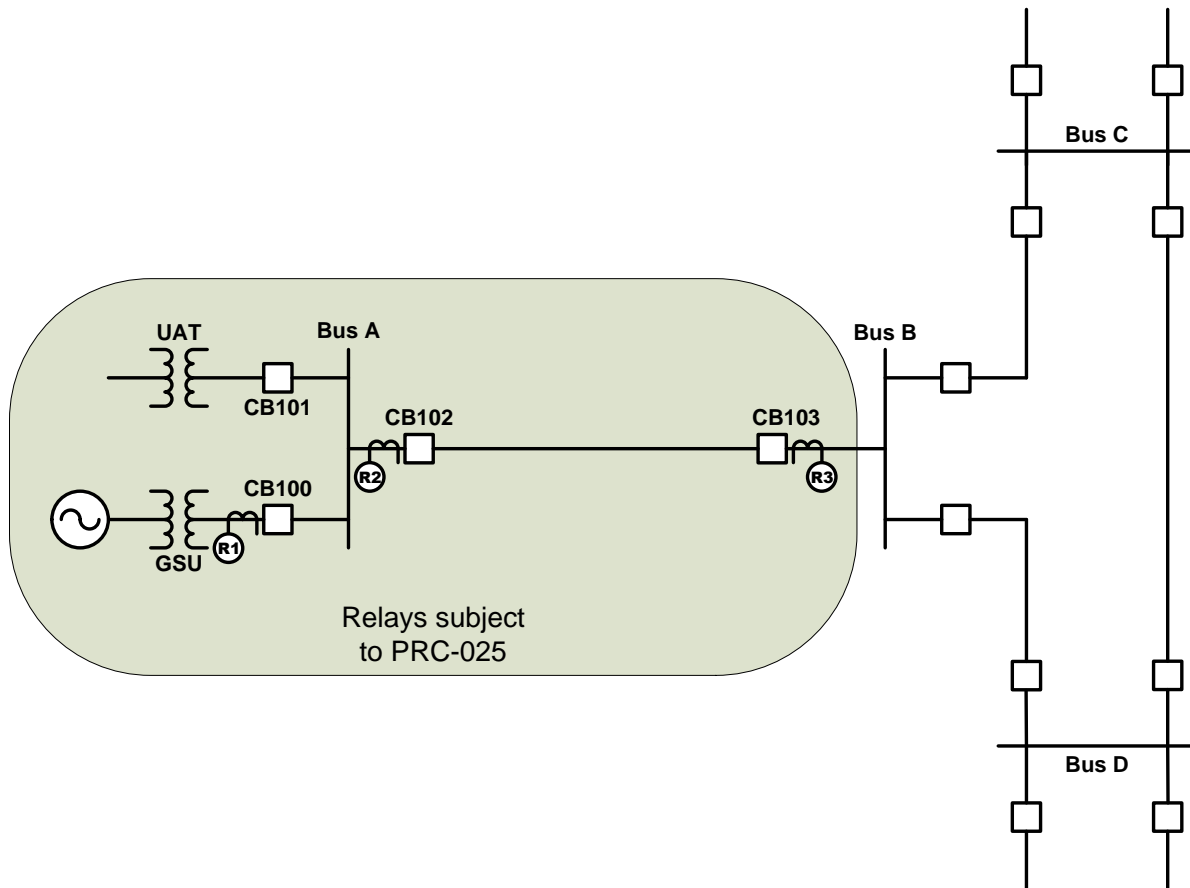 Bus C
UAT
Bus A
Bus B
CB101
CB102
CB103
R2
R3
CB100
R1
GSU
Relays subject
to PRC-025
Bus D